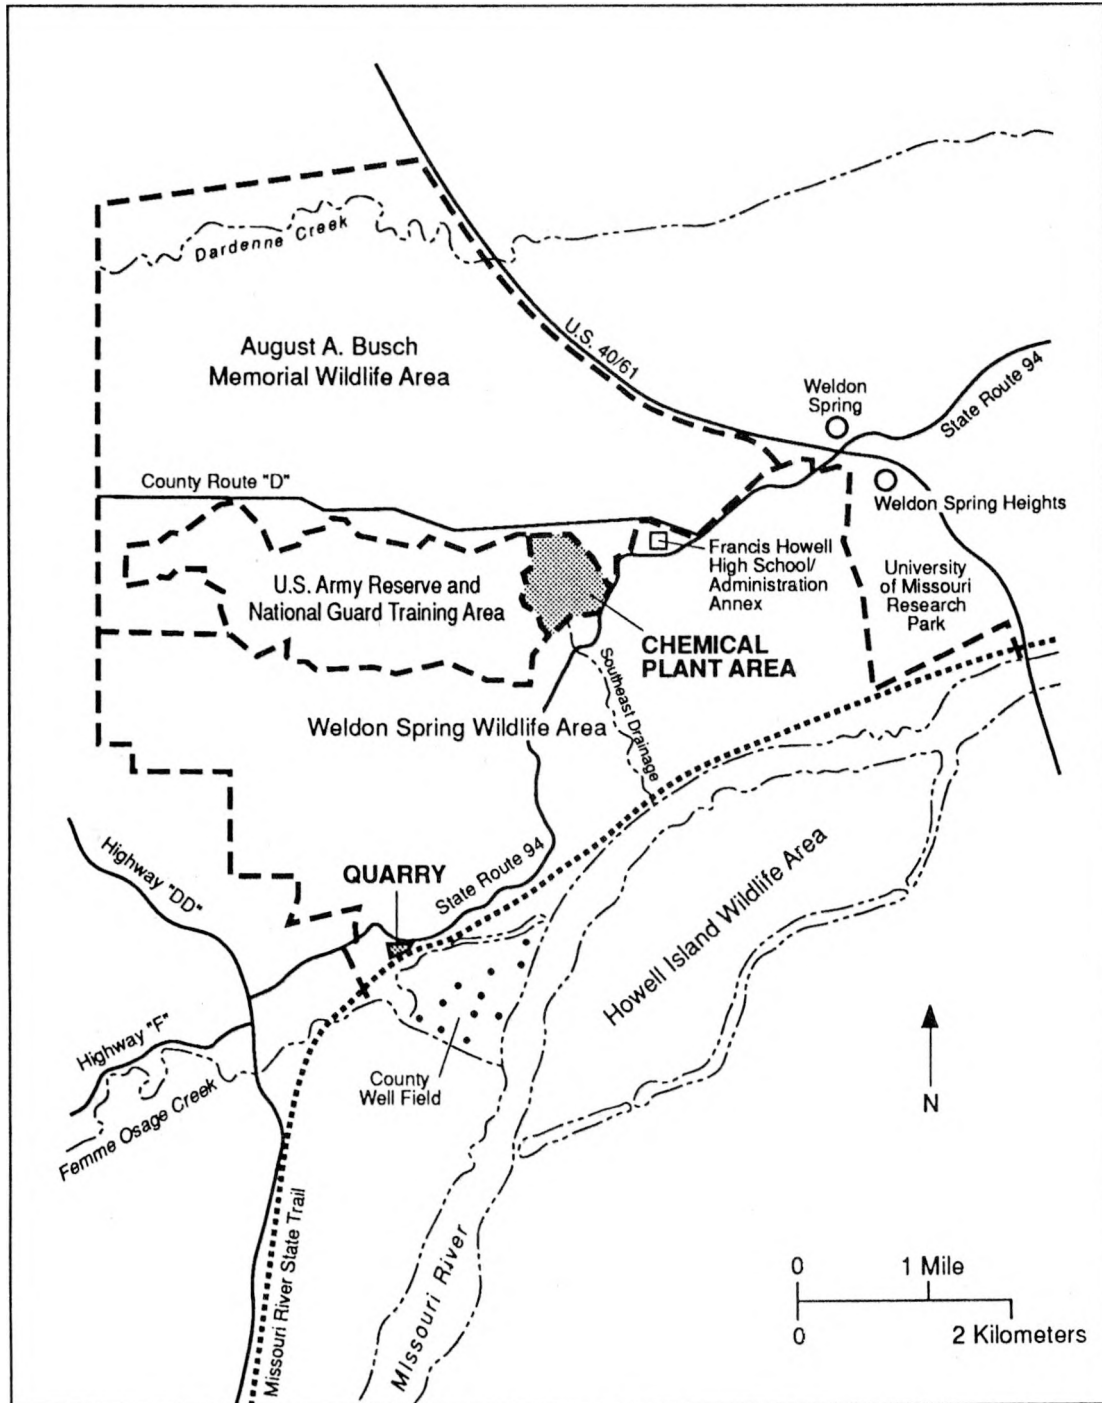 Dardenne Creek
August A. Busch
Memorial Wildlife Area
U.S. 40/61
Weldon
Spring
State Route 94
County Route "D"
Weldon Spring Heights
Francis Howell
High School/
Administration
Annex
University
of Missouri
Research
Park
U.S. Army Reserve and
National Guard Training Area
CHEMICAL
PLANT AREA
Southeast Drainage
Weldon Spring Wildlife Area
Highway "DD"
QUARRY
State Route 94
Howell Island Wildlife Area
Highway "F"
Femme Osage Creek
County
Well Field
N
Missouri River State Trail
Missouri River
0
1 Mile
0
2 Kilometers